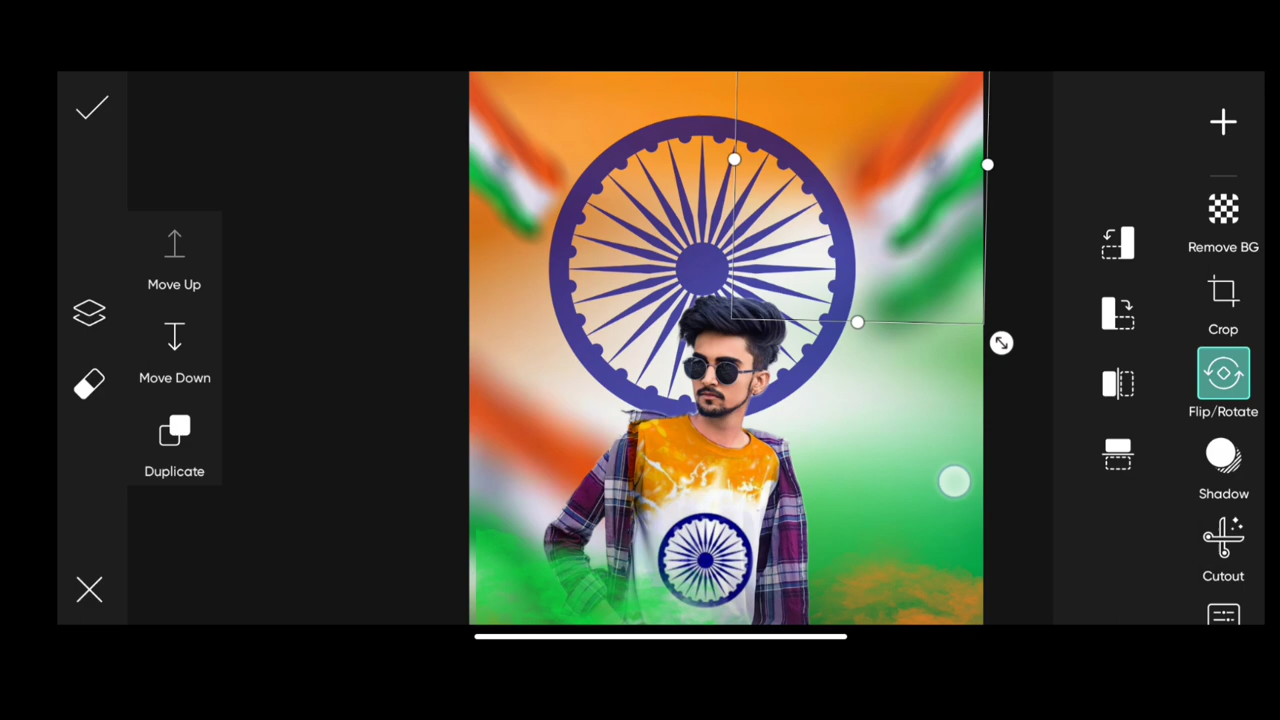 Move Up
Move Down
Duplicate
Remove BG
Crop
Flip/Rotate
Shadow
Cutout